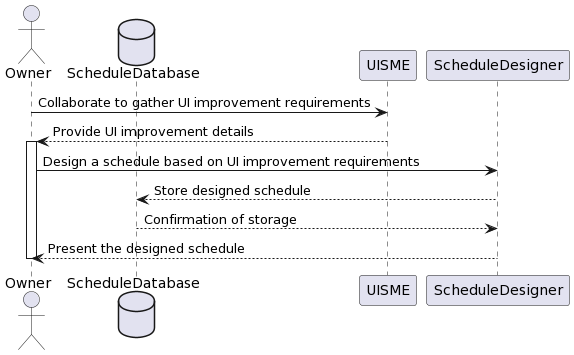 Owner
ScheduleDatabase
UISME
ScheduleDesigner
Collaborate to gather UI improvement requirements
Provide UI improvement details
Design a schedule based on UI improvement requirements
Store designed schedule
Confirmation of storage
Present the designed schedule
Owner
ScheduleDatabase
UISME
ScheduleDesigner